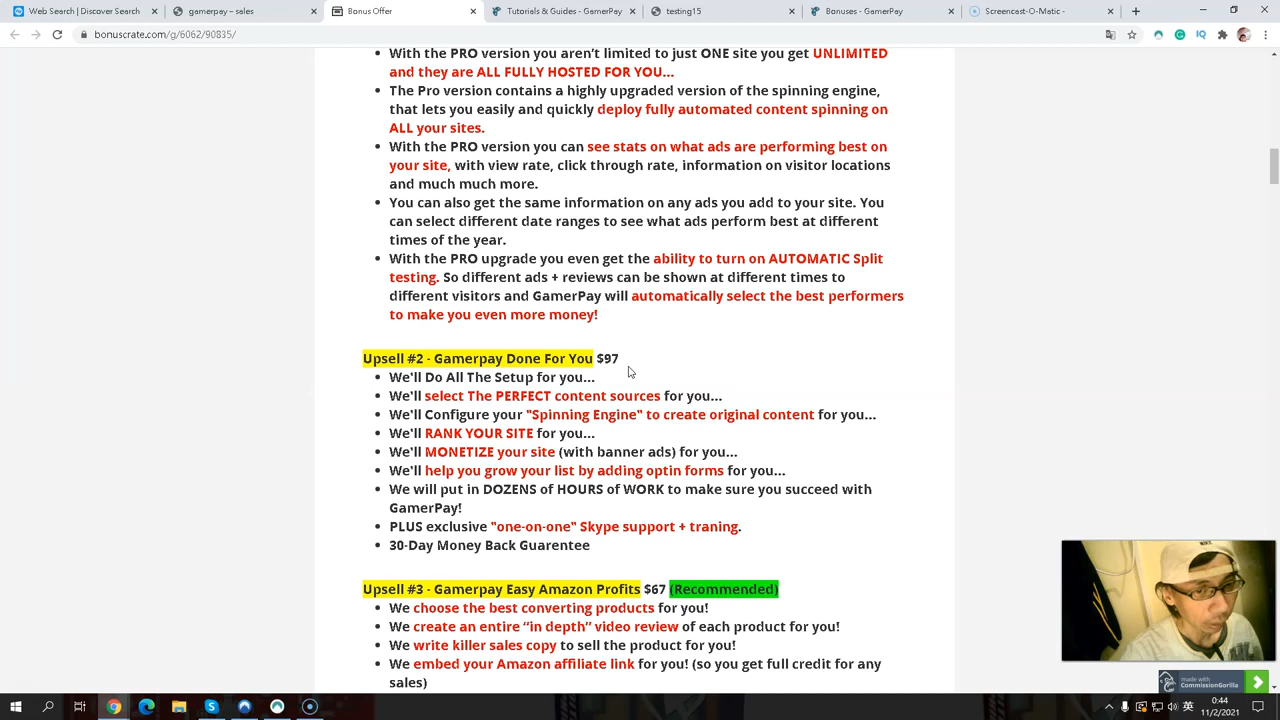 Web Search | Discover Search
gamerpay – sales
Bonus Offer
Tutorials & Guides - GamerPay
testing15
Bonuses - GamerPay
Screencast-O-Matic -
bonuscrate.com/g/6062/90835/
With the PRO version you aren't limited to just ONE site you get UNLIMITED
and they are ALL FULLY HOSTED FOR YOU...
The Pro version contains a highly upgraded version of the spinning engine,
that lets you easily and quickly deploy fully automated content spinning on
ALL your sites.
With the PRO version you can see stats on what ads are performing best on
your site, with view rate, click through rate, information on visitor locations
and much much more.
You can also get the same information on any ads you add to your site. You
can select different date ranges to see what ads perform best at different
times of the year.
With the PRO upgrade you even get the ability to turn on AUTOMATIC Split
testing. So different ads + reviews can be shown at different times to
different visitors and GamerPay will automatically select the best performers
to make you even more money!
Upsell #2 - Gamerpay Done For You $97
We'll Do All The Setup for you...
We'll select The PERFECT content sources for you...
We'll Configure your "Spinning Engine" to create original content for you...
We'll RANK YOUR SITE for you...
We'll MONETIZE your site (with banner ads) for you...
We'll help you grow your list by adding optin forms for you...
We will put in DOZENS of HOURS of WORK to make sure you succeed with
GamerPay!
PLUS exclusive "one-on-one" Skype support + traning.
30-Day Money Back Guarentee
Upsell #3 - Gamerpay Easy Amazon Profits $67 (Recommended)
We choose the best converting products for you!
We create an entire “in depth” video review of each product for you!
We write killer sales copy to sell the product for you!
We embed your Amazon affiliate link for you! (so you get full credit for any
sales)
made with
COMMISSIONGorilla
英
0:44
11/2/2021